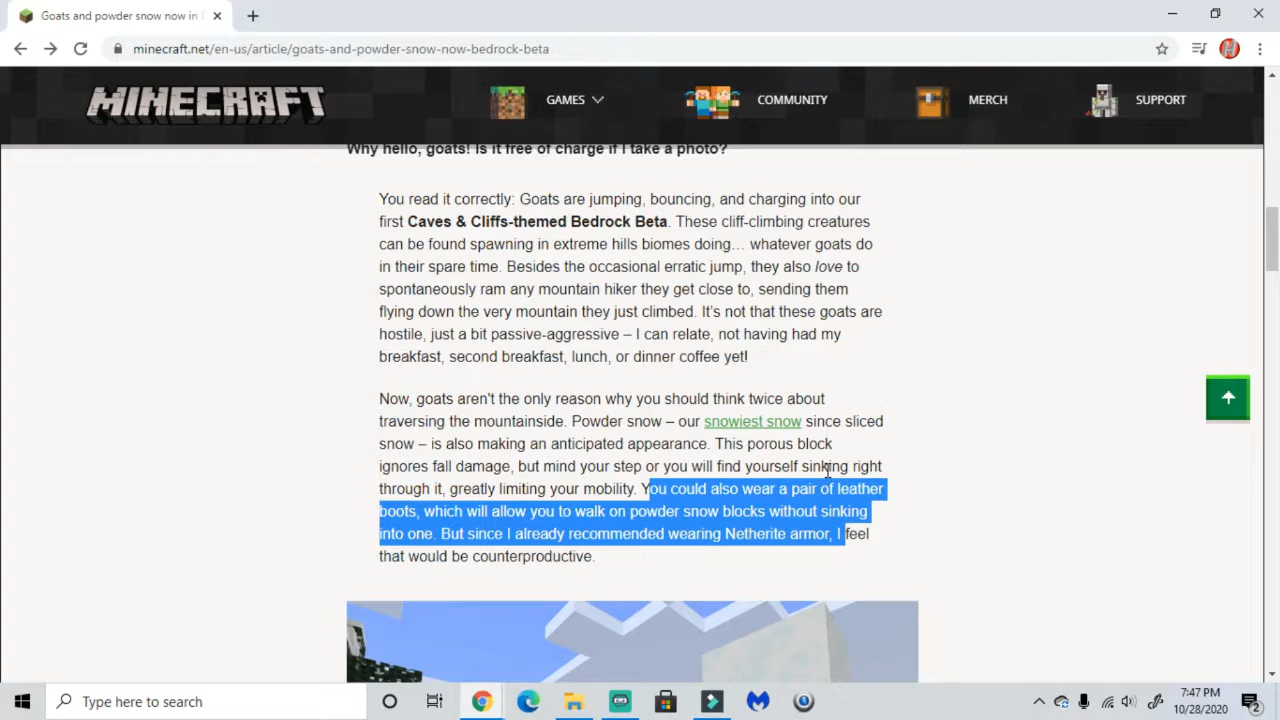 Goats and powder snow now in
minecraft.net/en-us/article/goats-and-powder-snow-now-bedrock-beta
MINECRAFT
GAMES
COMMUNITY
MERCH
SUPPORT
Why hello, goats! Is it free of charge if I take a photo?
You read it correctly: Goats are jumping, bouncing, and charging into our
first Caves & Cliffs-themed Bedrock Beta. These cliff-climbing creatures
can be found spawning in extreme hills biomes doing… whatever goats do
in their spare time. Besides the occasional erratic jump, they also love to
spontaneously ram any mountain hiker they get close to, sending them
flying down the very mountain they just climbed. It’s not that these goats are
hostile, just a bit passive-aggressive – I can relate, not having had my
breakfast, second breakfast, lunch, or dinner coffee yet!
Now, goats aren't the only reason why you should think twice about
traversing the mountainside. Powder snow – our snowiest snow since sliced
snow – is also making an anticipated appearance. This porous block
ignores fall damage, but mind your step or you will find yourself sinking right
through it, greatly limiting your mobility. You could also wear a pair of leather
boots, which will allow you to walk on powder snow blocks without sinking
into one. But since I already recommended wearing Netherite armor, I feel
that would be counterproductive.
Type here to search
7:47 PM
10/28/2020
2